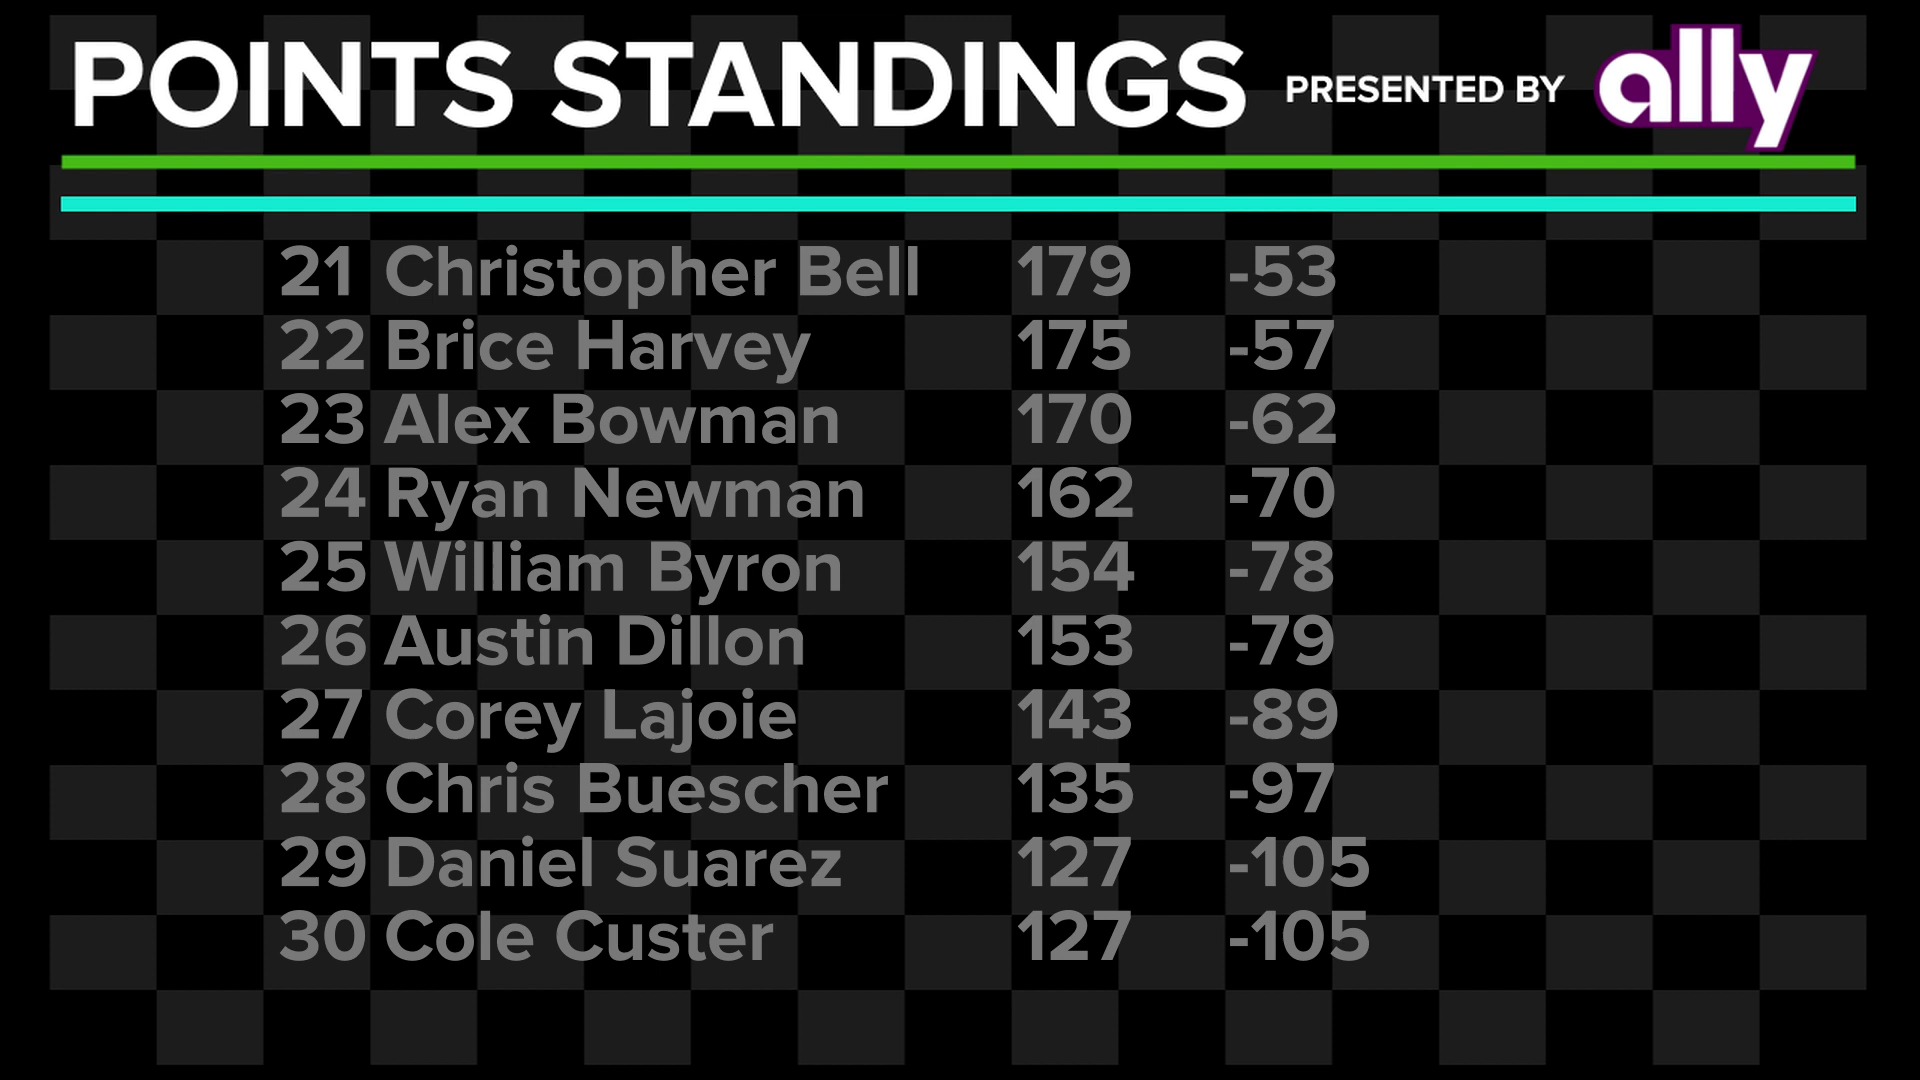 POINTS STANDINGS PRESENTED BY ally
21 Christopher Bell 179 -53
22 Brice Harvey 175 -57
23 Alex Bowman 170 -62
24 Ryan Newman 162 -70
25 William Byron 154 -78
26 Austin Dillon 153 -79
27 Corey Lajoie 143 -89
28 Chris Buescher 135 -97
29 Daniel Suarez 127 -105
30 Cole Custer 127 -105